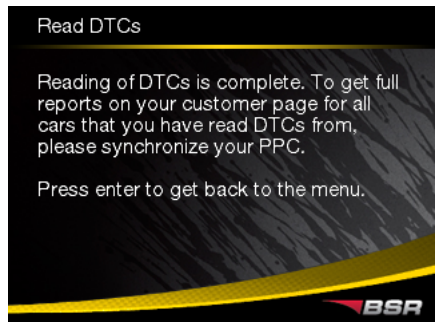 Read DTCs
Reading of DTCs is complete. To get full
reports on your customer page for all
cars that you have read DTCs from,
please synchronize your PPC.
Press enter to get back to the menu.
BSR